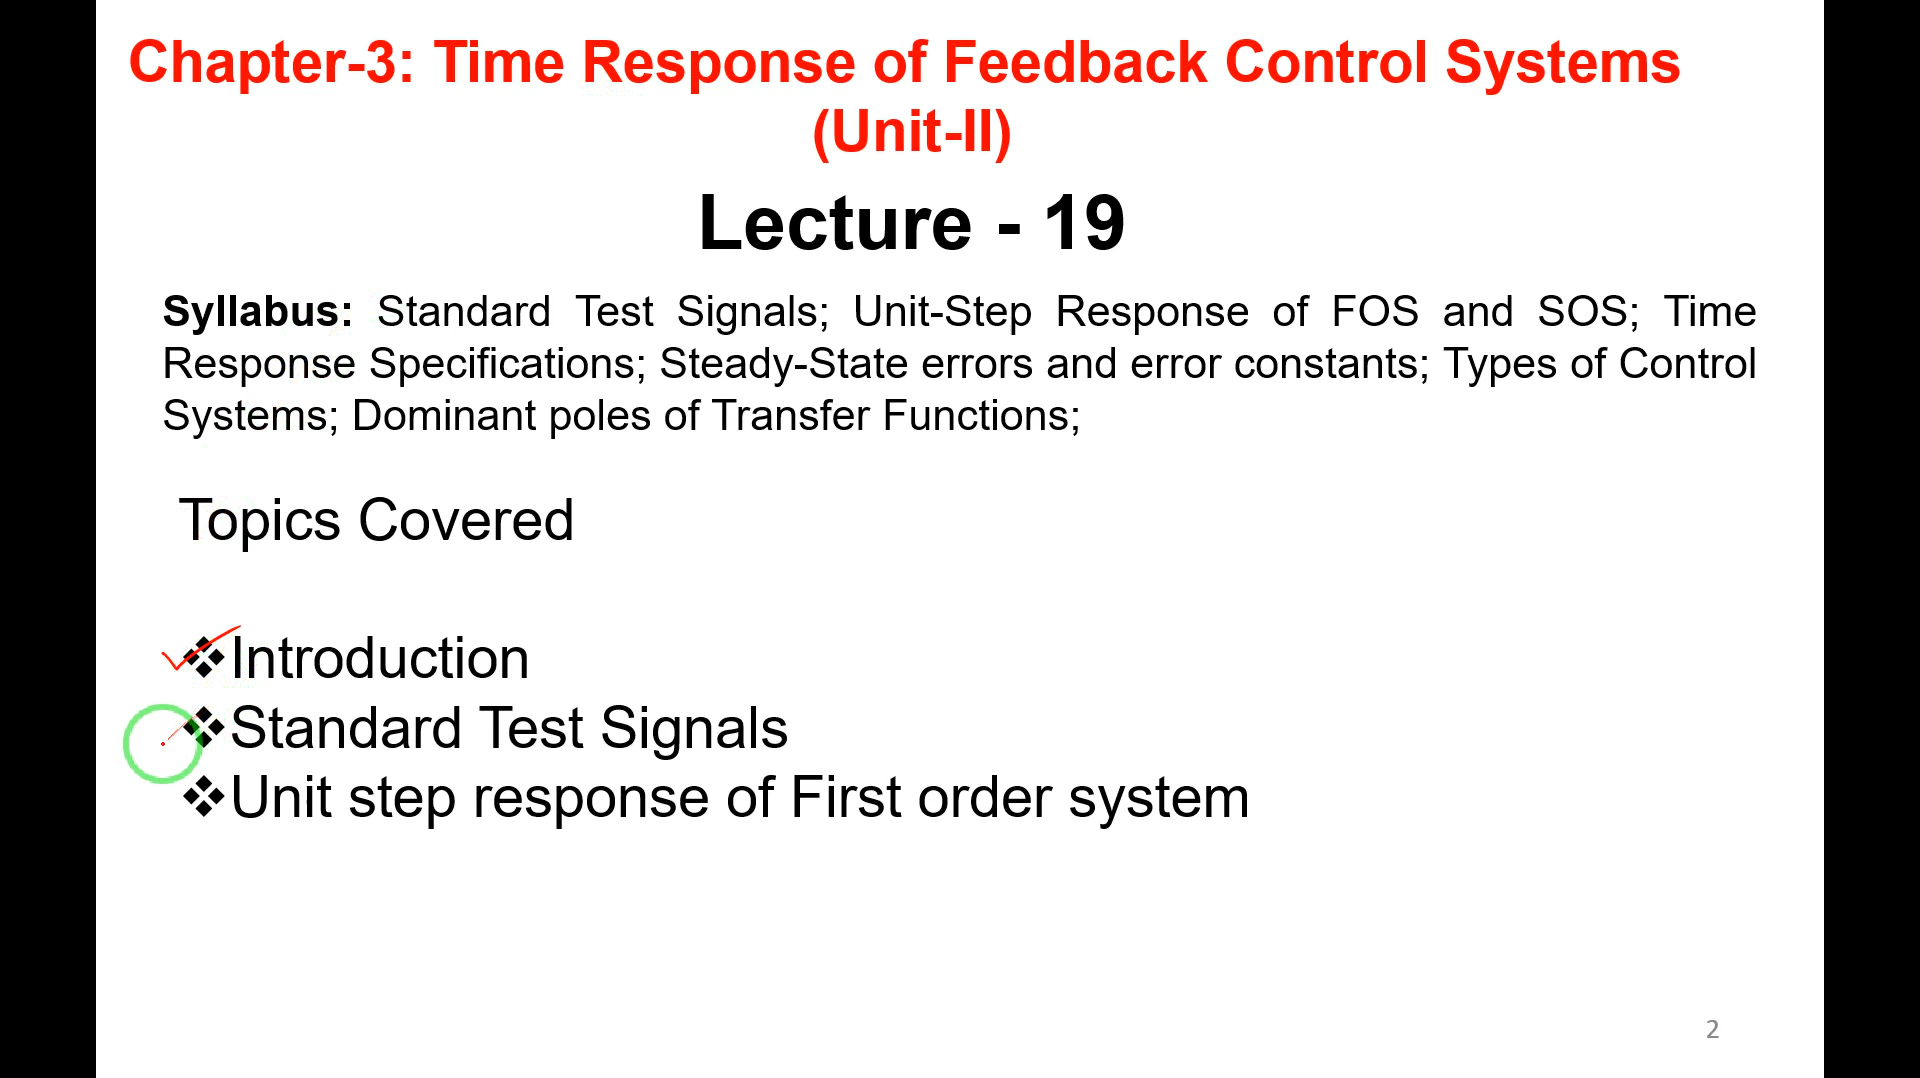 Chapter-3: Time Response of Feedback Control Systems
(Unit-II)
Lecture - 19
Syllabus: Standard Test Signals; Unit-Step Response of FOS and SOS; Time
Response Specifications; Steady-State errors and error constants; Types of Control
Systems; Dominant poles of Transfer Functions;
Topics Covered
❖Introduction
❖Standard Test Signals
❖Unit step response of First order system
2